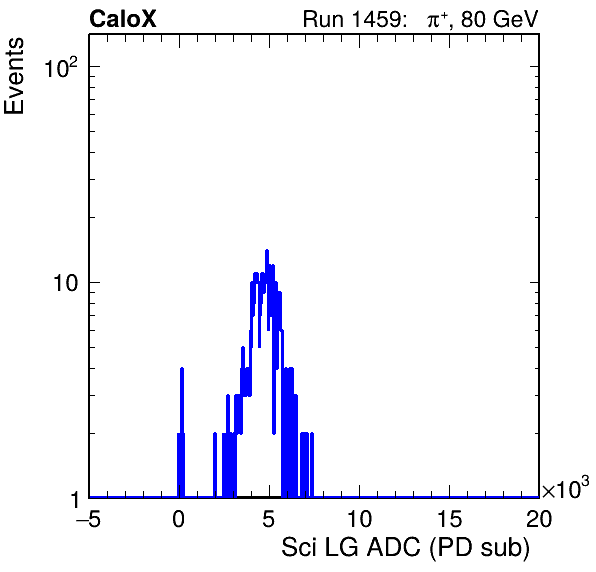 CaloX Run 1459: π⁺, 80 GeV
Events
10²
10
1
−5 0 5 10 15 20 ×10³
Sci LG ADC (PD sub)